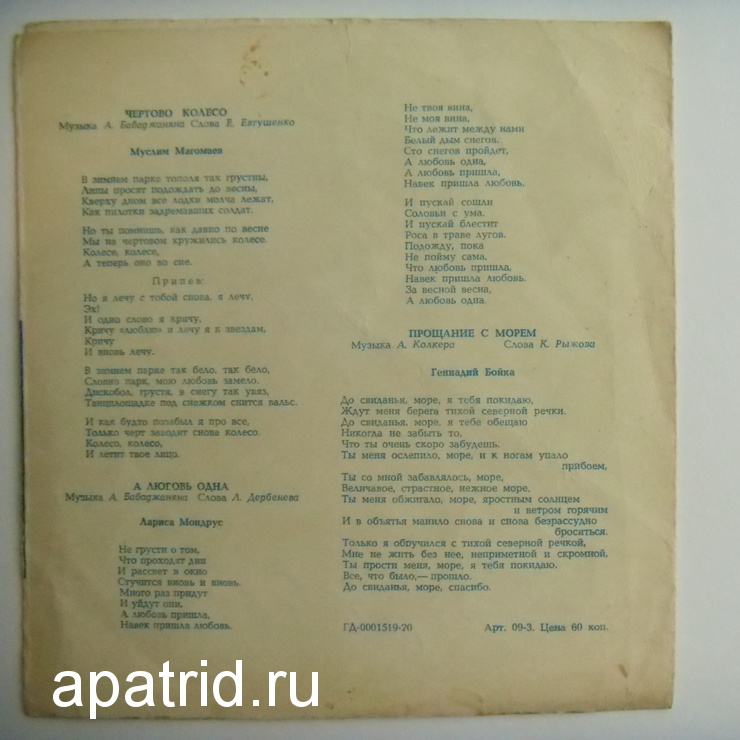 ЧЕРТОВО КОЛЕСО
Музыка А. Бабаджаняна Слова Е. Евтушенко
Муслим Магомаев
В зимнем парке тополя так грустны,
Липы просят подождать до весны,
Кверху дном все лодки молча лежат,
Как пилотки задремавших солдат.
Но ты помнишь, как давно по весне
Мы на чертовом кружились колесе.
Колесе, колесе,
А теперь оно во сне.
Припев:
Но я лечу с тобой снова, я лечу,
Эх!
И одно слово я кричу,
Кричу «люблю» и лечу я к звездам,
Кричу
И вновь лечу.
В зимнем парке так бело, так бело,
Словно парк, мою любовь замело.
Дискобол, грустя, в снегу так увяз,
Танцплощадке под снежком снится вальс.
И как будто позабыл я про все,
Только черт заводит снова колесо.
Колесо, колесо,
И летит твое лицо.
А ЛЮБОВЬ ОДНА
Музыка А. Бабаджаняна Слова Л. Дербенева
Лариса Мондрус
Не грусти о том,
Что проходят дни
И рассвет в окно
Стучится вновь и вновь.
Много раз придут
И уйдут они,
А любовь пришла,
Навек пришла любовь.
Не твоя вина,
Не моя вина,
Что лежит между нами
Белый дым снегов.
Сто снегов пройдет,
А любовь одна,
А любовь пришла,
Навек пришла любовь.
И пускай сошли
Соловьи с ума.
И пускай блестит
Роса в траве лугов.
Подожду, пока
Не пойму сама,
Что любовь пришла,
Навек пришла любовь.
За весной весна,
А любовь одна.
ПРОЩАНИЕ С МОРЕМ
Музыка А. Колкера Слова К. Рыжова
Геннадий Бойка
До свиданья, море, я тебя покидаю,
Ждут меня берега тихой северной речки.
До свиданья, море, я тебе обещаю
Никогда не забыть то,
Что ты очень скоро забудешь.
Ты меня ослепило, море, и к ногам упало
прибоем,
Ты со мной забавлялось, море,
Величавое, страстное, нежное море.
Ты меня обжигало, море, яростным солнцем
и ветром горячим
И в объятья манило снова и снова безрассудно
броситься.
Только я обручился с тихой северной речкой,
Мне не жить без нее, неприметной и скромной.
Ты прости меня, море, я тебя покидаю.
Все, что было,— прошло.
До свиданья, море, спасибо.
ГД-0001519-20 Арт. 09-3. Цена 60 коп.
apatrid.ru